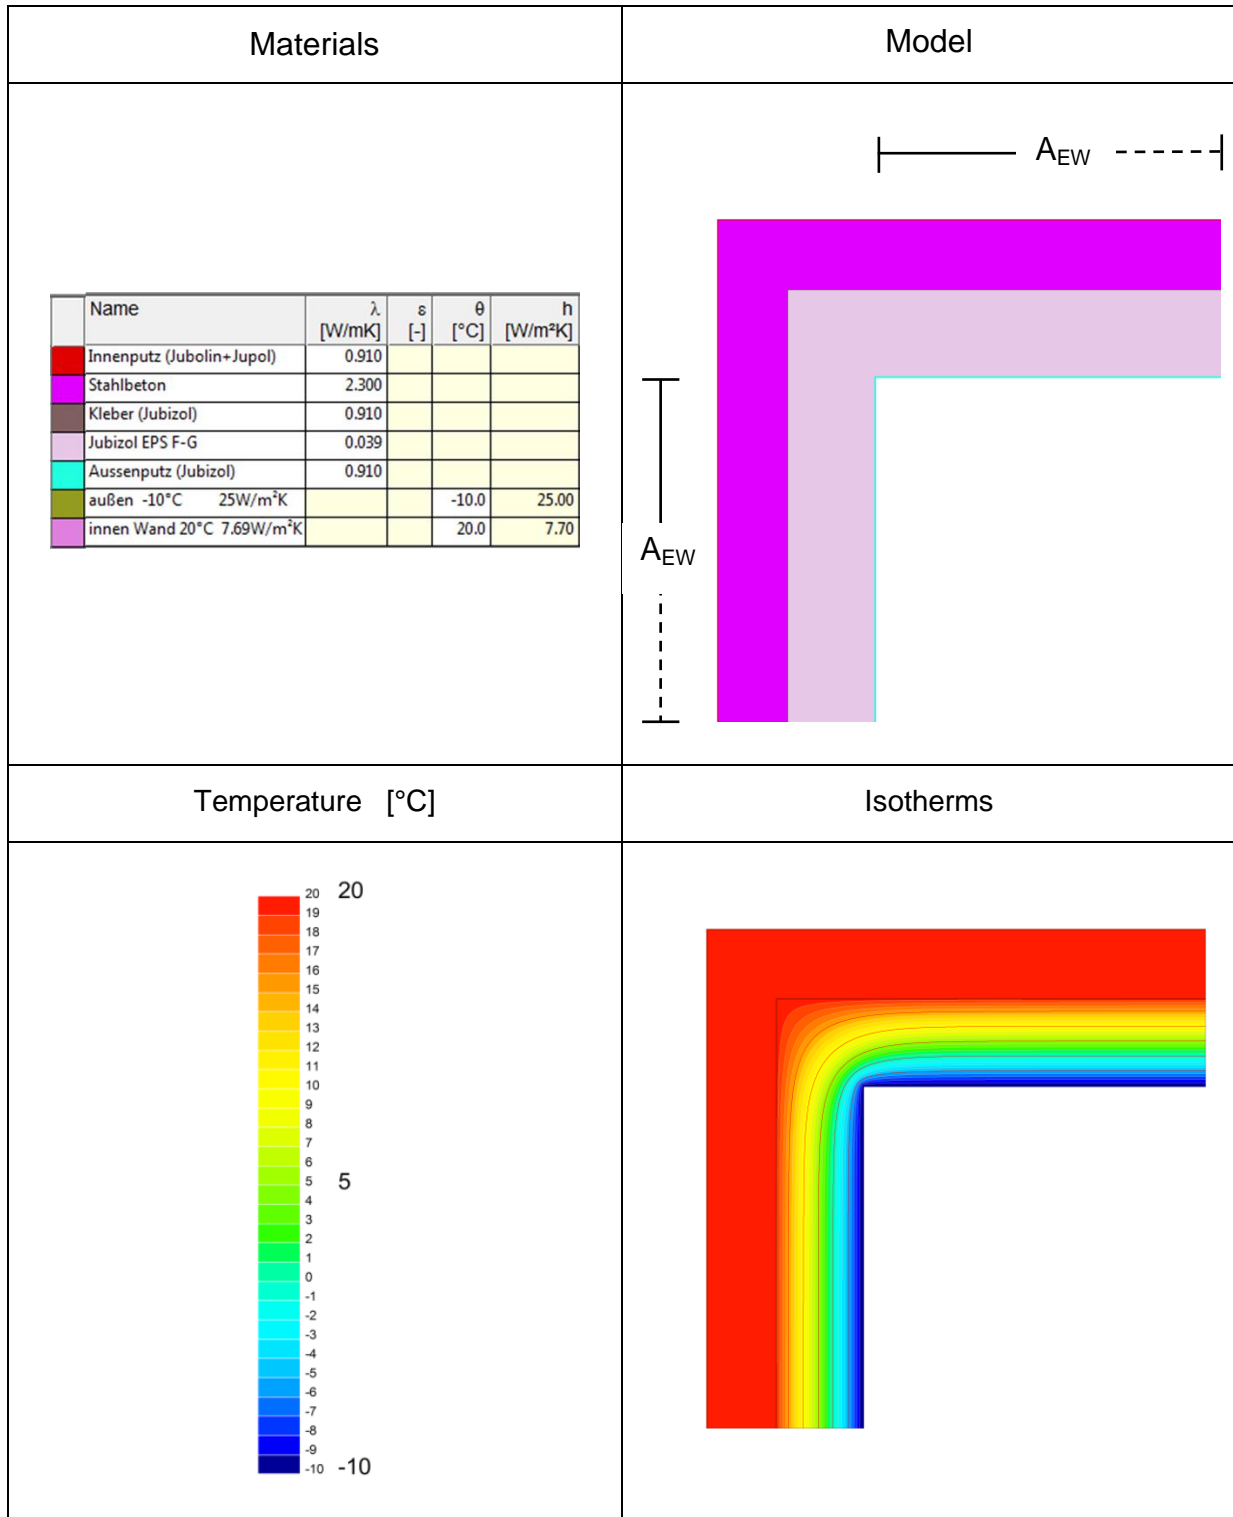 Materials
Model
A_EW
Name λ ε θ h
[W/mK] [-] [°C] [W/m²K]
Innenputz (Jubolin+Jupol) 0.910
Stahlbeton 2.300
Kleber (Jubizol) 0.910
Jubizol EPS F-G 0.039
Aussenputz (Jubizol) 0.910
außen -10°C 25W/m²K -10.0 25.00
innen Wand 20°C 7.69W/m²K 20.0 7.70
A_EW
Temperature [°C]
Isotherms
20 20
19
18
17
16
15
14
13
12
11
10
9
8
7
6
5 5
4
3
2
1
0
-1
-2
-3
-4
-5
-6
-7
-8
-9
-10 -10